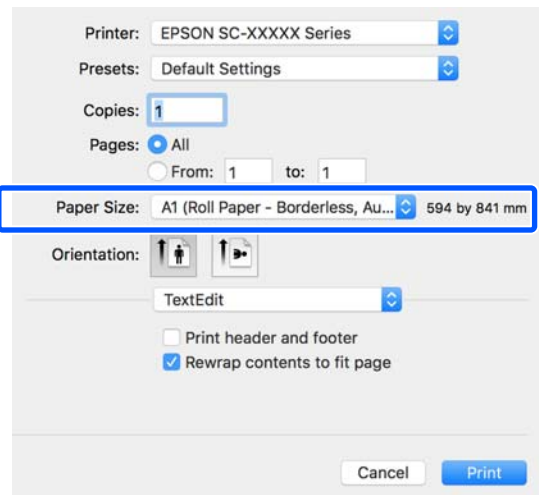 Printer: EPSON SC-XXXXX Series
Presets: Default Settings
Copies: 1
Pages: All
From: 1 to: 1
Paper Size: A1 (Roll Paper - Borderless, Au... 594 by 841 mm
Orientation:
TextEdit
Print header and footer
Rewrap contents to fit page
Cancel Print